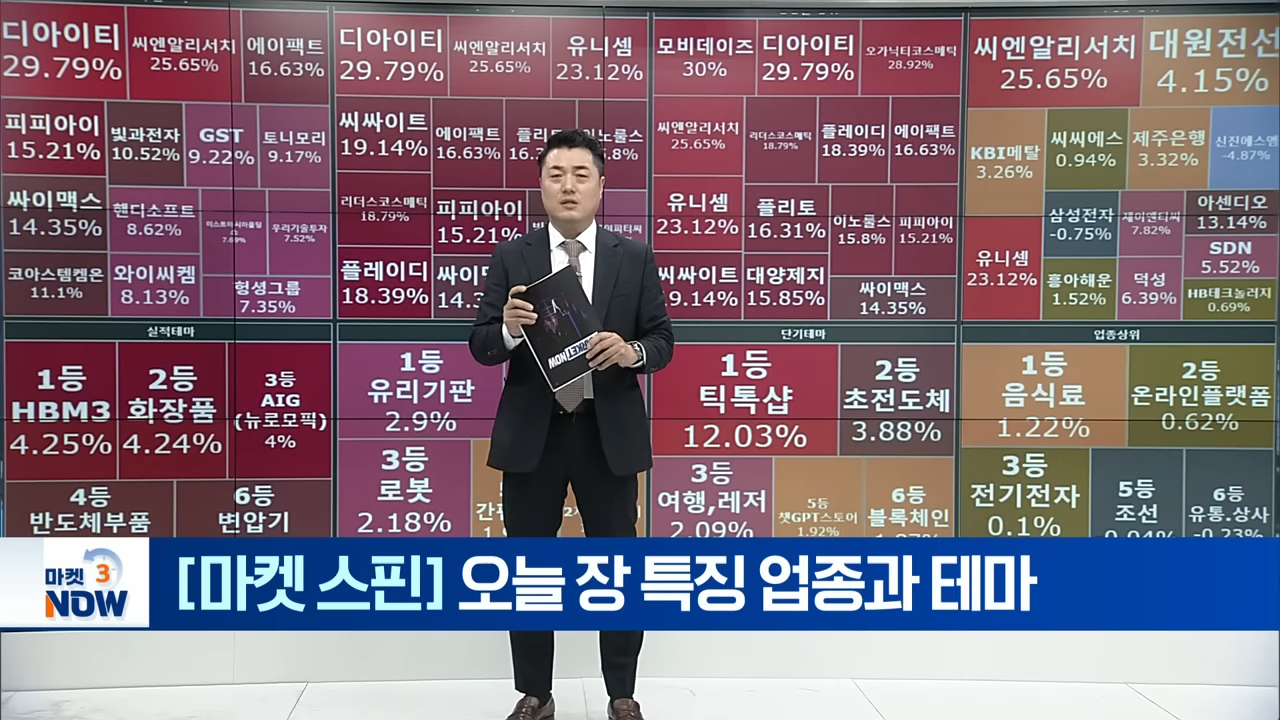 디아이티
29.79%
씨엔알리서치
25.65%
에이팩트
16.63%
피피아이
15.21%
빛과전자
10.52%
GST
9.22%
토니모리
9.17%
싸이맥스
14.35%
핸디소프트
8.62%
7.69%
우리기술투자
7.52%
코아스템켐온
11.1%
와이씨켐
8.13%
형성그룹
7.35%
디아이티
29.79%
씨엔알리서치
25.65%
유니셈
23.12%
씨싸이트
19.14%
에이팩트
16.63%
플리토
이노룰스
리더스코스메틱
18.79%
피피아이
15.21%
플레이디
18.39%
모비데이즈
30%
디아이티
29.79%
오가닉티코스메틱
28.92%
씨엔알리서치
25.65%
리더스코스메틱
18.79%
플레이디
18.39%
에이팩트
16.63%
유니셈
23.12%
플리토
16.31%
이노룰스
15.8%
피피아이
15.21%
씨싸이트
19.14%
대양제지
15.85%
싸이맥스
14.35%
씨엔알리서치
25.65%
대원전선
4.15%
KBI메탈
3.26%
씨씨에스
0.94%
제주은행
3.32%
신진에스엠
-4.87%
유니셈
23.12%
삼성전자
-0.75%
제이앤티씨
7.82%
아센디오
13.14%
흥아해운
1.52%
덕성
6.39%
SDN
5.52%
HB테크놀러지
0.69%
실적테마
1등
HBM3
4.25%
2등
화장품
4.24%
3등
AIG
(뉴로모픽)
4%
4등
반도체부품
6등
변압기
1등
유리기판
2.9%
3등
로봇
2.18%
단기테마
1등
틱톡샵
12.03%
2등
초전도체
3.88%
3등
여행,레저
2.09%
5등
챗GPT스토어
1.92%
6등
블록체인
업종상위
1등
음식료
1.22%
2등
온라인플랫폼
0.62%
3등
전기전자
0.1%
5등
조선
-0.04%
6등
유통.상사
-0.23%
MARKET NOW
마켓 3
NOW
[마켓 스핀] 오늘 장 특징 업종과 테마